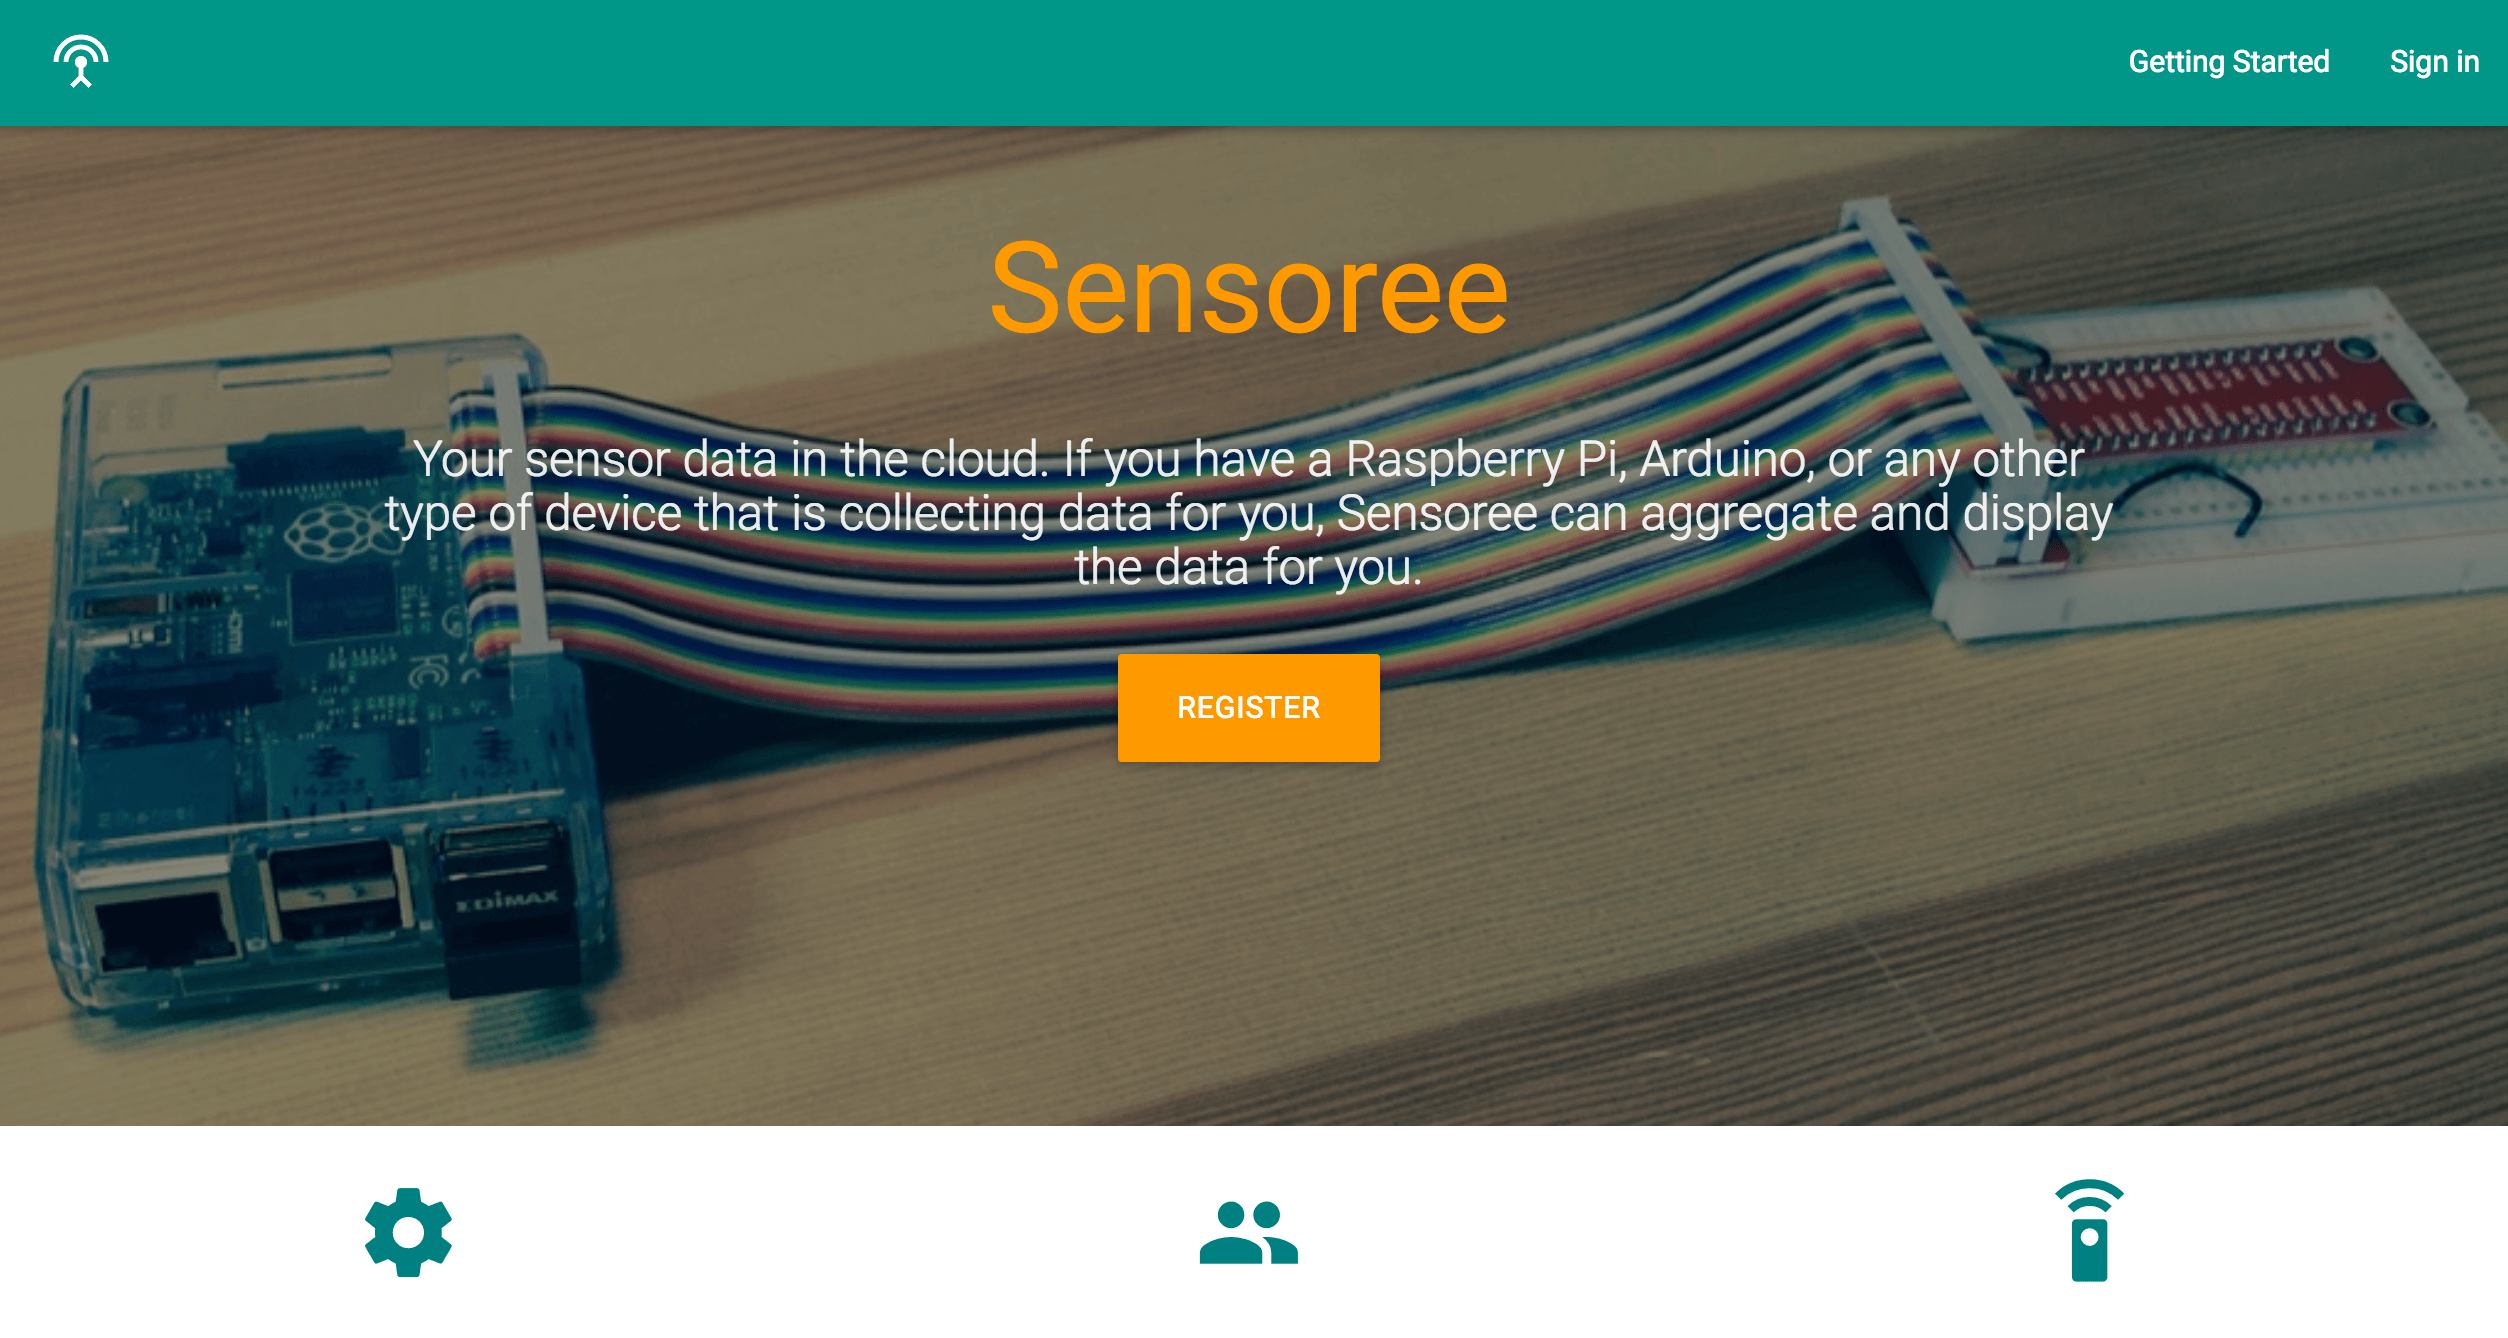 Getting Started Sign in
Sensoree
Your sensor data in the cloud. If you have a Raspberry Pi, Arduino, or any other
type of device that is collecting data for you, Sensoree can aggregate and display
the data for you.
REGISTER
EDIMAX